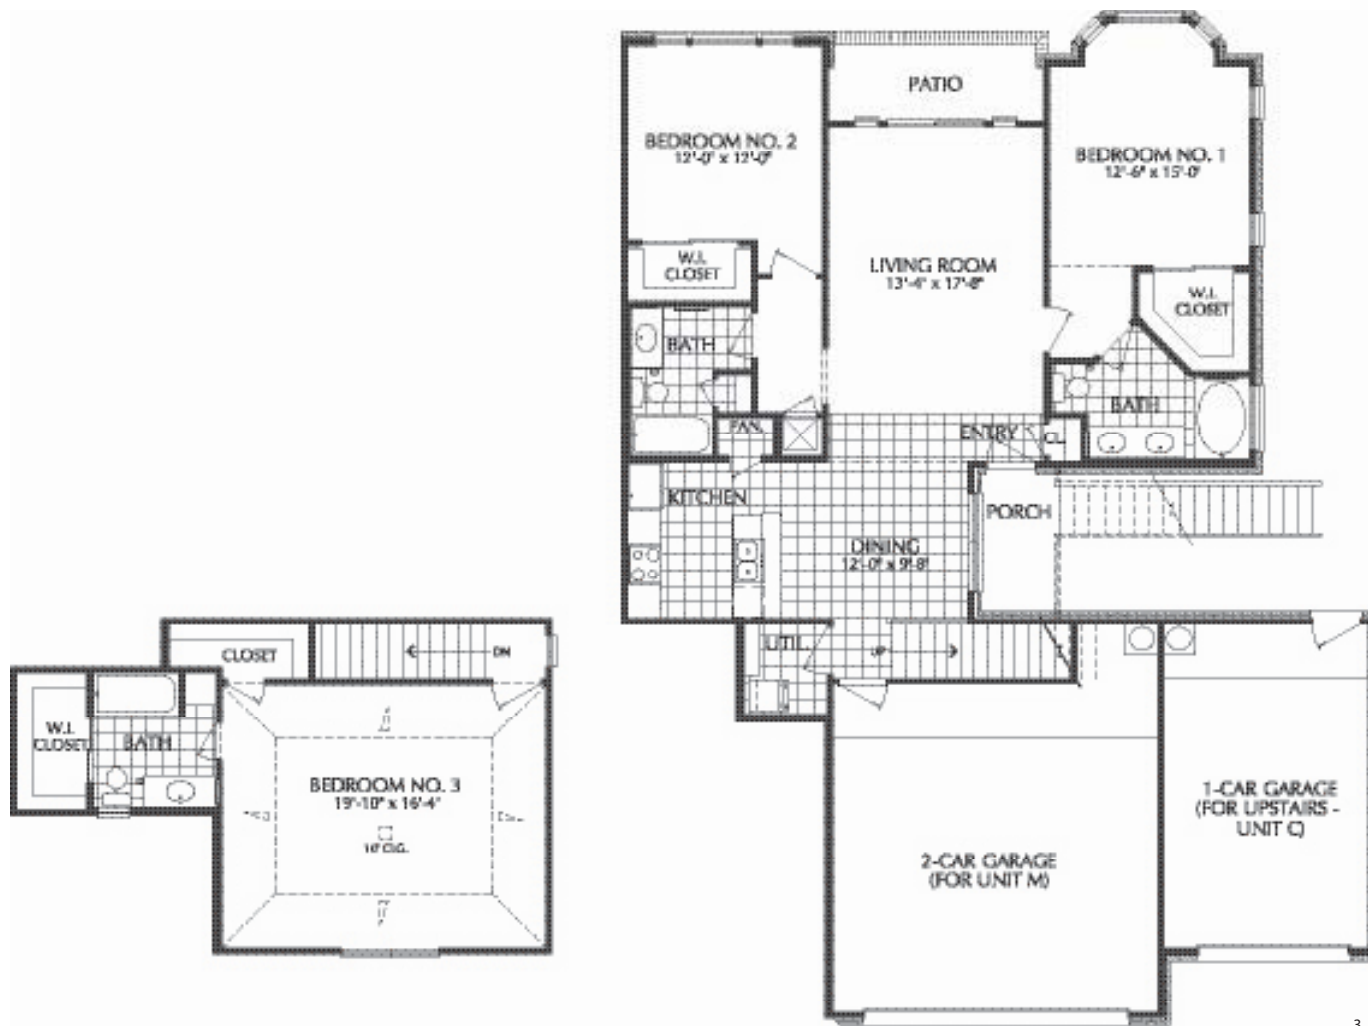 PATIO
BEDROOM NO. 2
12'-0" x 12'-0"
BEDROOM NO. 1
12'-6" x 15'-0"
W.I.
CLOSET
LIVING ROOM
13'-4" x 17'-8"
W.I.
CLOSET
BATH
BATH
PAN.
ENTRY
CL.
KITCHEN
PORCH
DINING
12'-0" x 9'-8"
UTIL.
UP
CLOSET
DN
W.I.
CLOSET
BATH
BEDROOM NO. 3
19'-10" x 16'-4"
10' CLG.
1-CAR GARAGE
(FOR UPSTAIRS -
UNIT C)
2-CAR GARAGE
(FOR UNIT M)
3